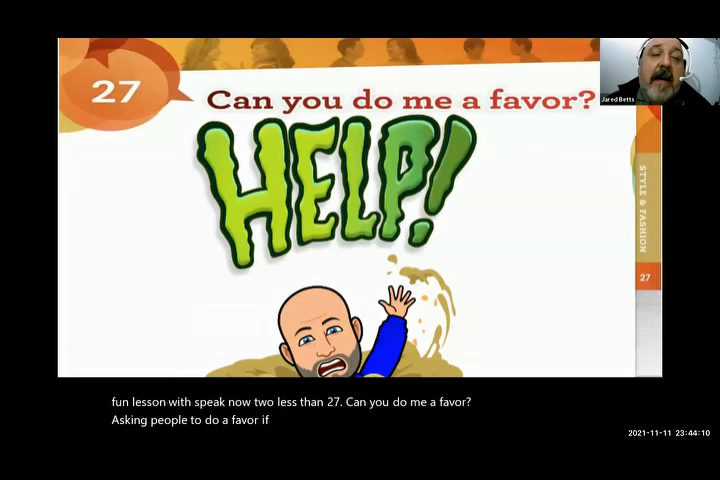 27
Can you do me a favor?
HELP!
Jared Betts
STYLE & FASHION
27
fun lesson with speak now two less than 27. Can you do me a favor?
Asking people to do a favor if
2021-11-11 23:44:10